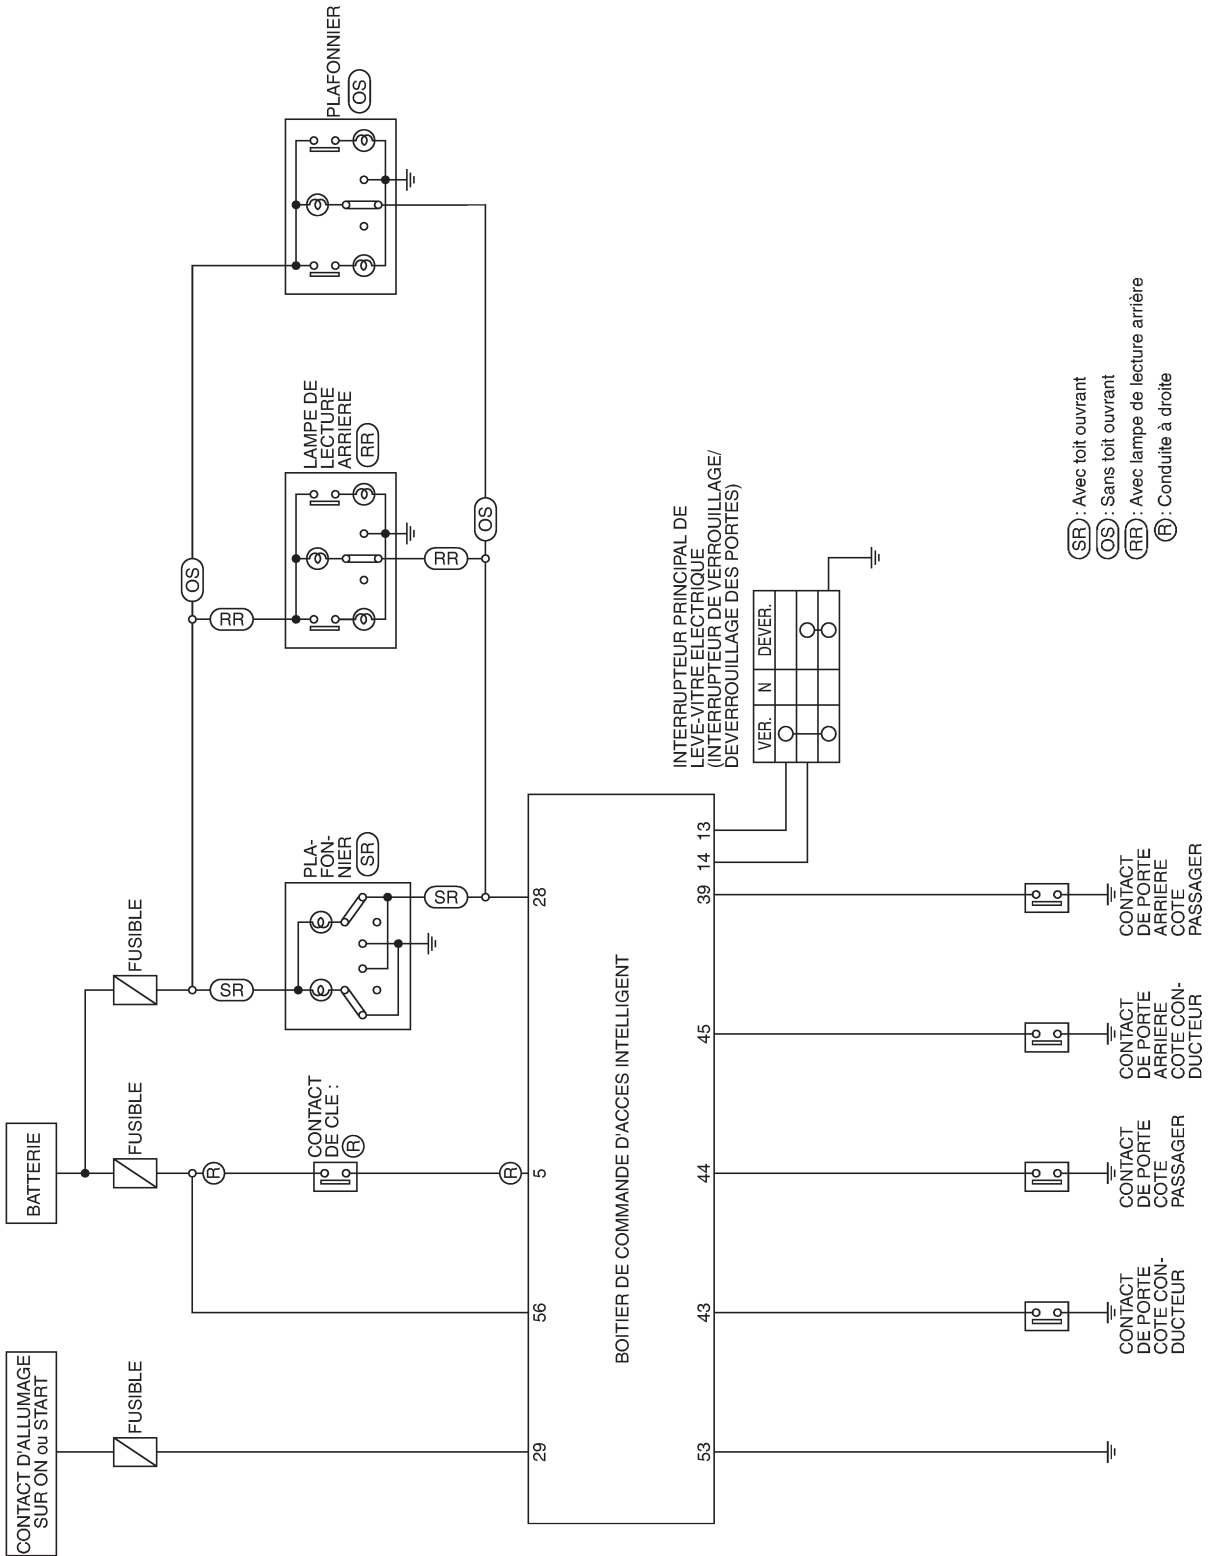 CONTACT D'ALLUMAGE
SUR ON ou START
BATTERIE
FUSIBLE
FUSIBLE
FUSIBLE
R
CONTACT
DE CLE :
R
R
SR
PLA-
FON-
NIER
SR
SR
OS
RR
LAMPE DE
LECTURE
ARRIERE
RR
RR
OS
PLAFONNIER
OS
29
56
5
28
BOITIER DE COMMANDE D'ACCES INTELLIGENT
53
43
44
45
39
14
13
INTERRUPTEUR PRINCIPAL DE
LEVE-VITRE ELECTRIQUE
(INTERRUPTEUR DE VERROUILLAGE/
DEVERROUILLAGE DES PORTES)
VER.
N
DEVER.
CONTACT
DE PORTE
COTE CON-
DUCTEUR
CONTACT
DE PORTE
COTE
PASSAGER
CONTACT
DE PORTE
ARRIERE
COTE CON-
DUCTEUR
CONTACT
DE PORTE
ARRIERE
COTE
PASSAGER
SR : Avec toit ouvrant
OS : Sans toit ouvrant
RR : Avec lampe de lecture arrière
R : Conduite à droite